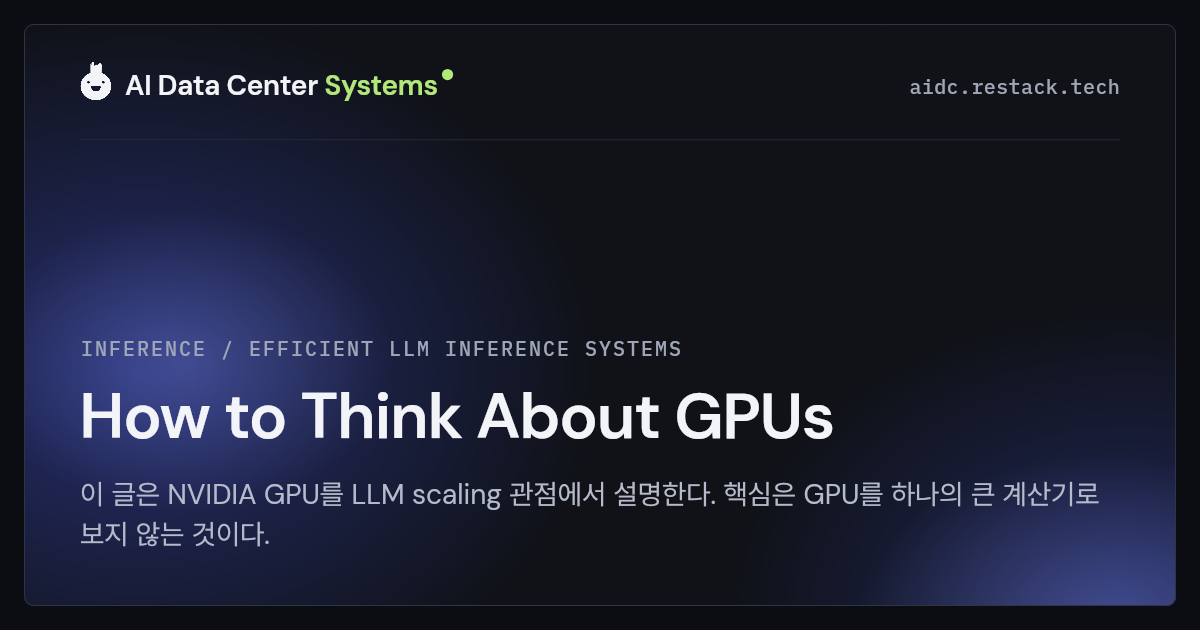 AI Data Center Systems
aidc.restack.tech
INFERENCE / EFFICIENT LLM INFERENCE SYSTEMS
How to Think About GPUs
이 글은 NVIDIA GPU를 LLM scaling 관점에서 설명한다. 핵심은 GPU를 하나의 큰 계산기로
보지 않는 것이다.